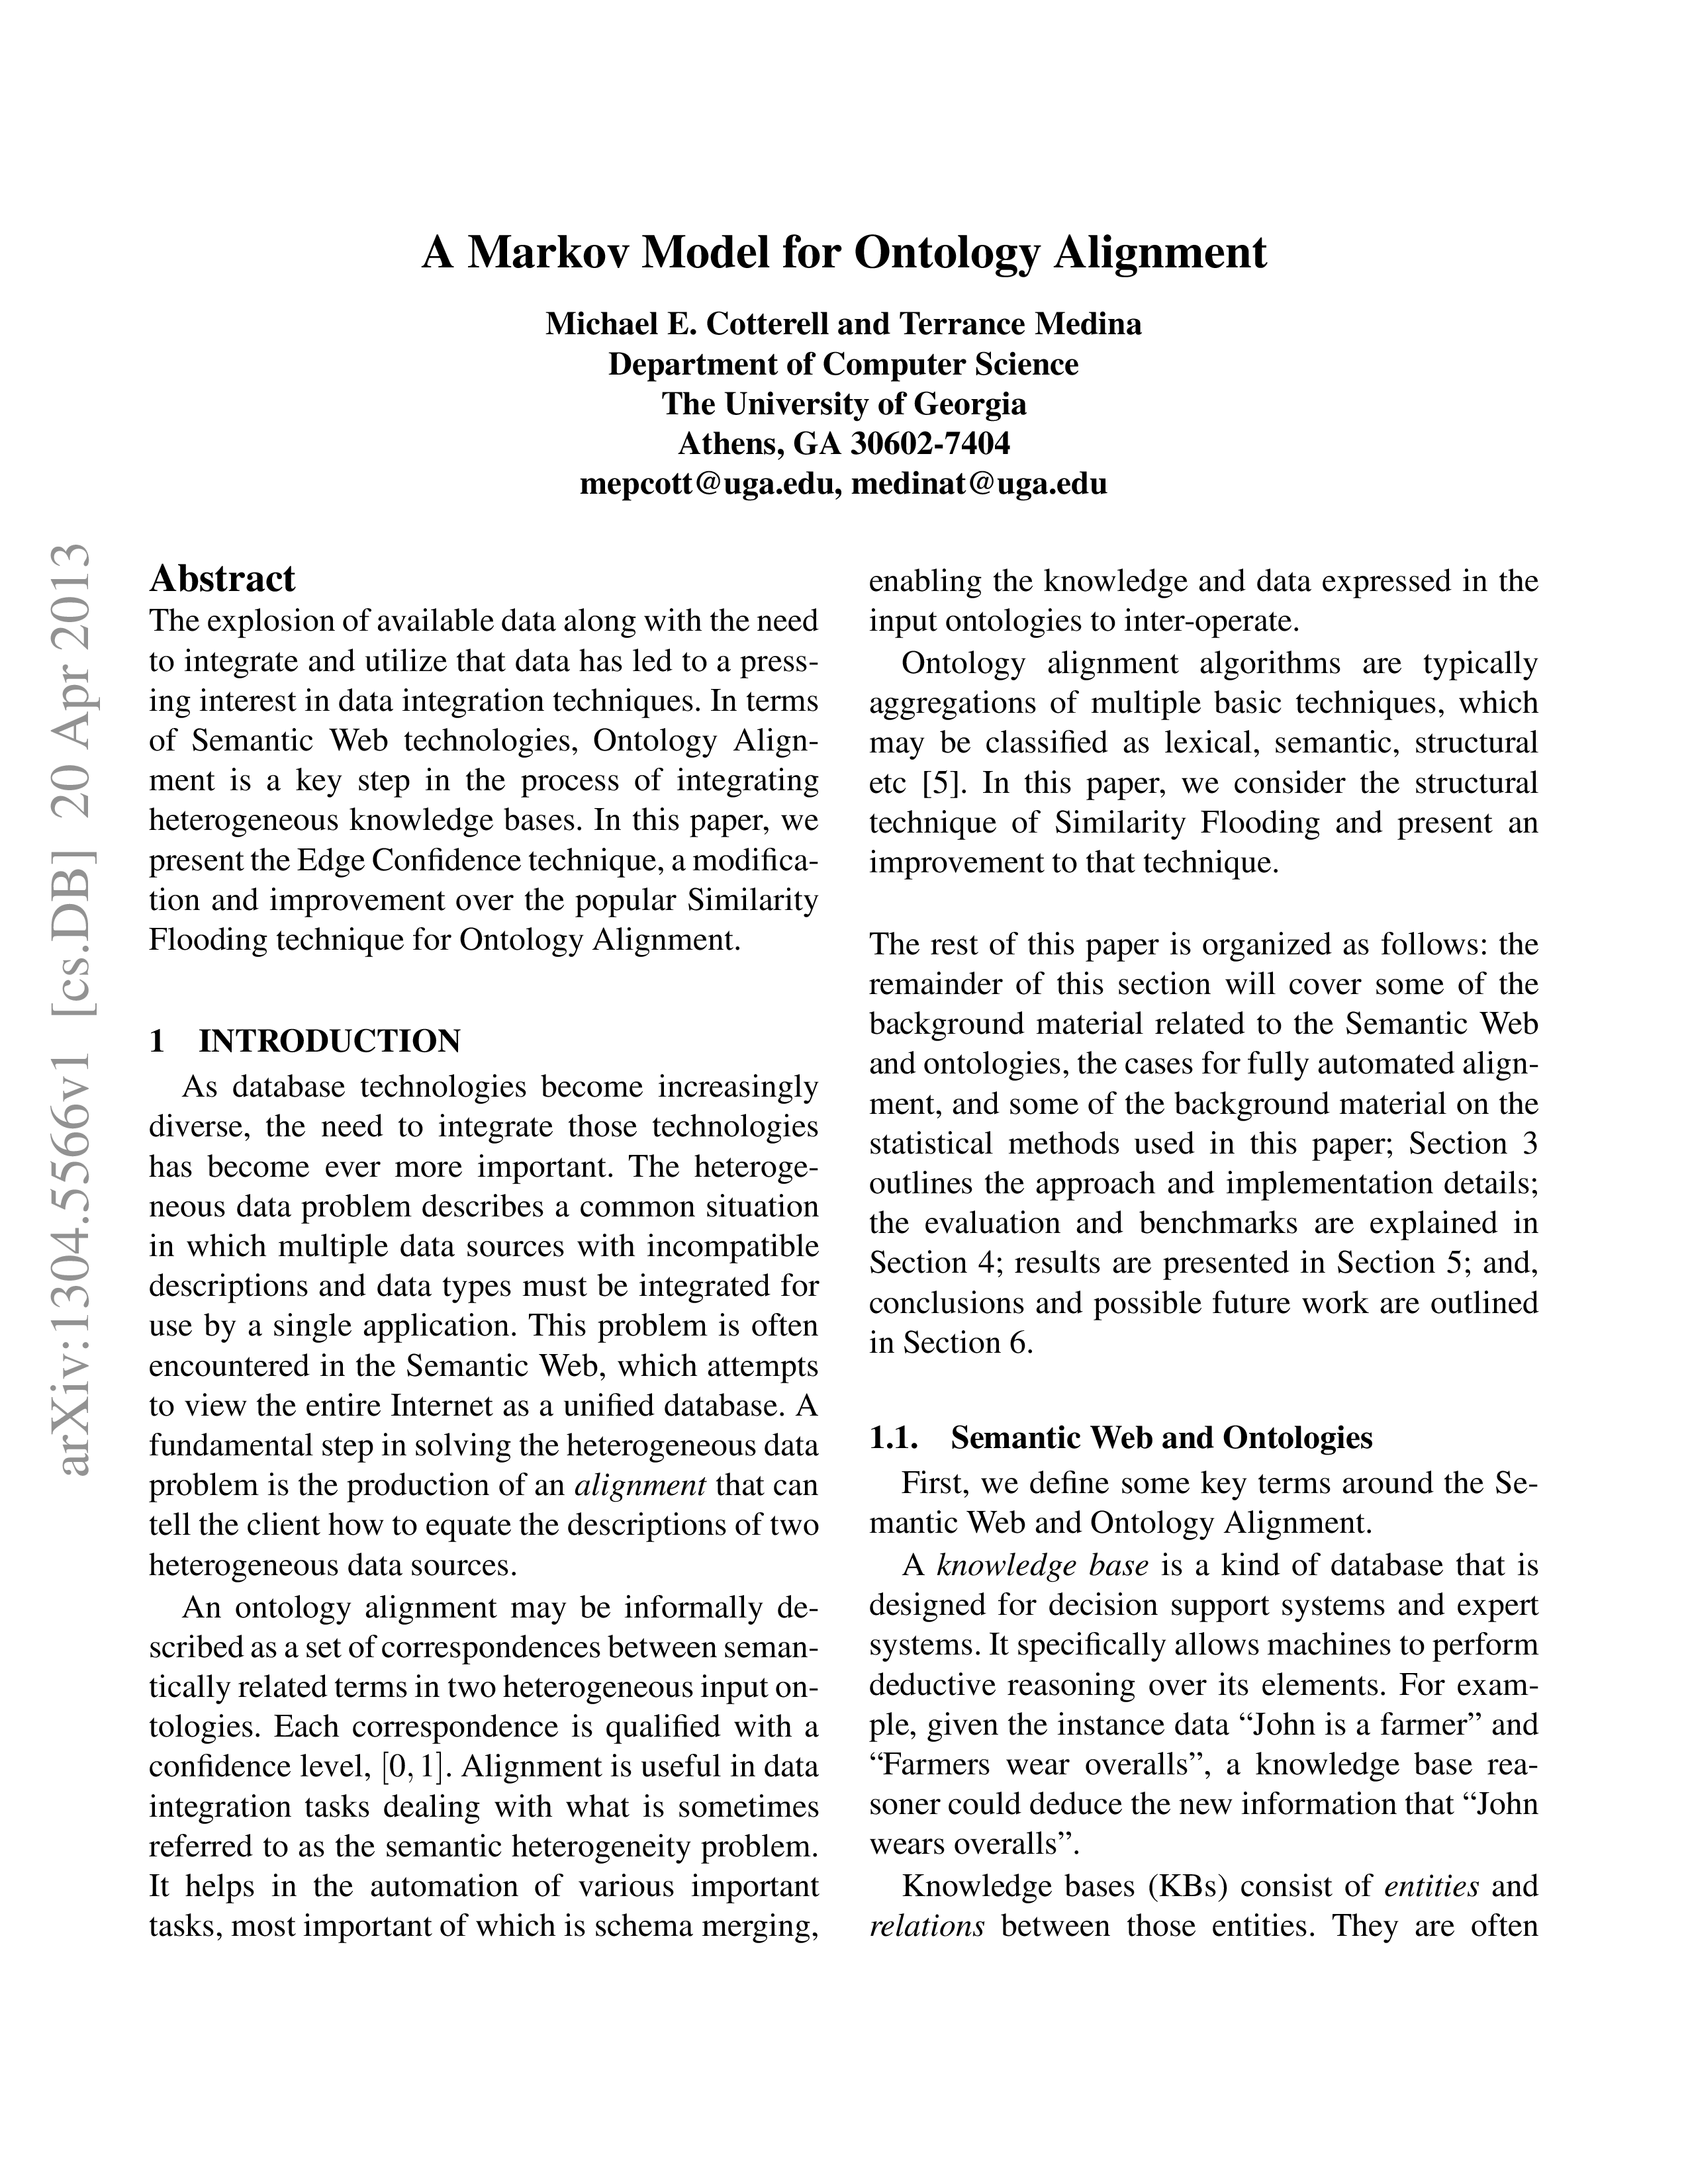 A Markov Model for Ontology Alignment
Michael E. Cotterell and Terrance Medina
Department of Computer Science
The University of Georgia
Athens, GA 30602-7404
mepcott@uga.edu, medinat@uga.edu
arXiv:1304.5566v1 [cs.DB] 20 Apr 2013
Abstract
The explosion of available data along with the need
to integrate and utilize that data has led to a press-
ing interest in data integration techniques. In terms
of Semantic Web technologies, Ontology Align-
ment is a key step in the process of integrating
heterogeneous knowledge bases. In this paper, we
present the Edge Confidence technique, a modifica-
tion and improvement over the popular Similarity
Flooding technique for Ontology Alignment.
1 INTRODUCTION
As database technologies become increasingly
diverse, the need to integrate those technologies
has become ever more important. The heteroge-
neous data problem describes a common situation
in which multiple data sources with incompatible
descriptions and data types must be integrated for
use by a single application. This problem is often
encountered in the Semantic Web, which attempts
to view the entire Internet as a unified database. A
fundamental step in solving the heterogeneous data
problem is the production of an alignment that can
tell the client how to equate the descriptions of two
heterogeneous data sources.
An ontology alignment may be informally de-
scribed as a set of correspondences between seman-
tically related terms in two heterogeneous input on-
tologies. Each correspondence is qualified with a
confidence level, [0, 1]. Alignment is useful in data
integration tasks dealing with what is sometimes
referred to as the semantic heterogeneity problem.
It helps in the automation of various important
tasks, most important of which is schema merging,
enabling the knowledge and data expressed in the
input ontologies to inter-operate.
Ontology alignment algorithms are typically
aggregations of multiple basic techniques, which
may be classified as lexical, semantic, structural
etc [5]. In this paper, we consider the structural
technique of Similarity Flooding and present an
improvement to that technique.
The rest of this paper is organized as follows: the
remainder of this section will cover some of the
background material related to the Semantic Web
and ontologies, the cases for fully automated align-
ment, and some of the background material on the
statistical methods used in this paper; Section 3
outlines the approach and implementation details;
the evaluation and benchmarks are explained in
Section 4; results are presented in Section 5; and,
conclusions and possible future work are outlined
in Section 6.
1.1. Semantic Web and Ontologies
First, we define some key terms around the Se-
mantic Web and Ontology Alignment.
A knowledge base is a kind of database that is
designed for decision support systems and expert
systems. It specifically allows machines to perform
deductive reasoning over its elements. For exam-
ple, given the instance data “John is a farmer” and
“Farmers wear overalls”, a knowledge base rea-
soner could deduce the new information that “John
wears overalls”.
Knowledge bases (KBs) consist of entities and
relations between those entities. They are often